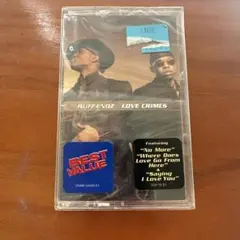 RUFF ENDZ LOVE CRIMES
BEST
VALUE
Featuring
"No More"
"Where Does
Love Go From
Here"
&
"Saying
I Love You"